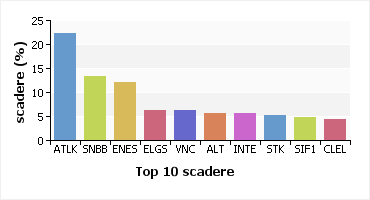 scadere (%)
25
20
15
10
5
0
ATLK SNBB ENES ELGS VNC ALT INTE STK SIF1 CLEL
Top 10 scadere